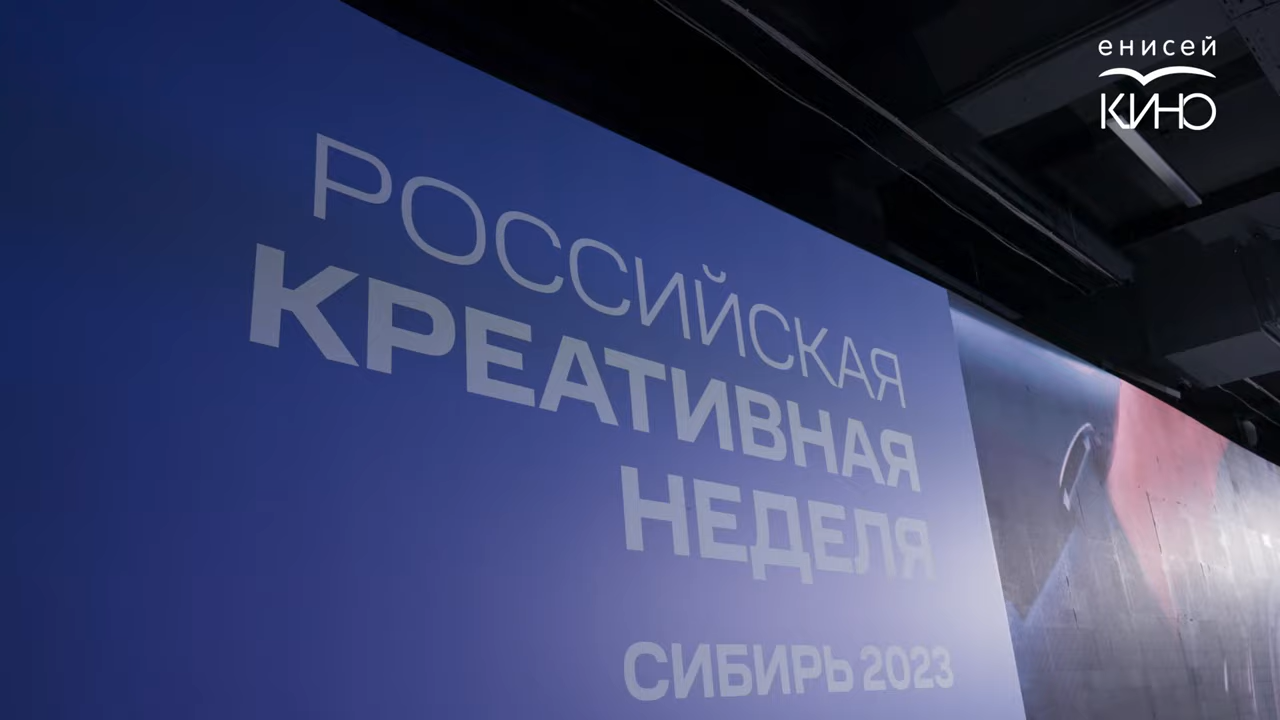 енисей
КИНО
РОССИЙСКАЯ
КРЕАТИВНАЯ
НЕДЕЛЯ
СИБИРЬ 2023